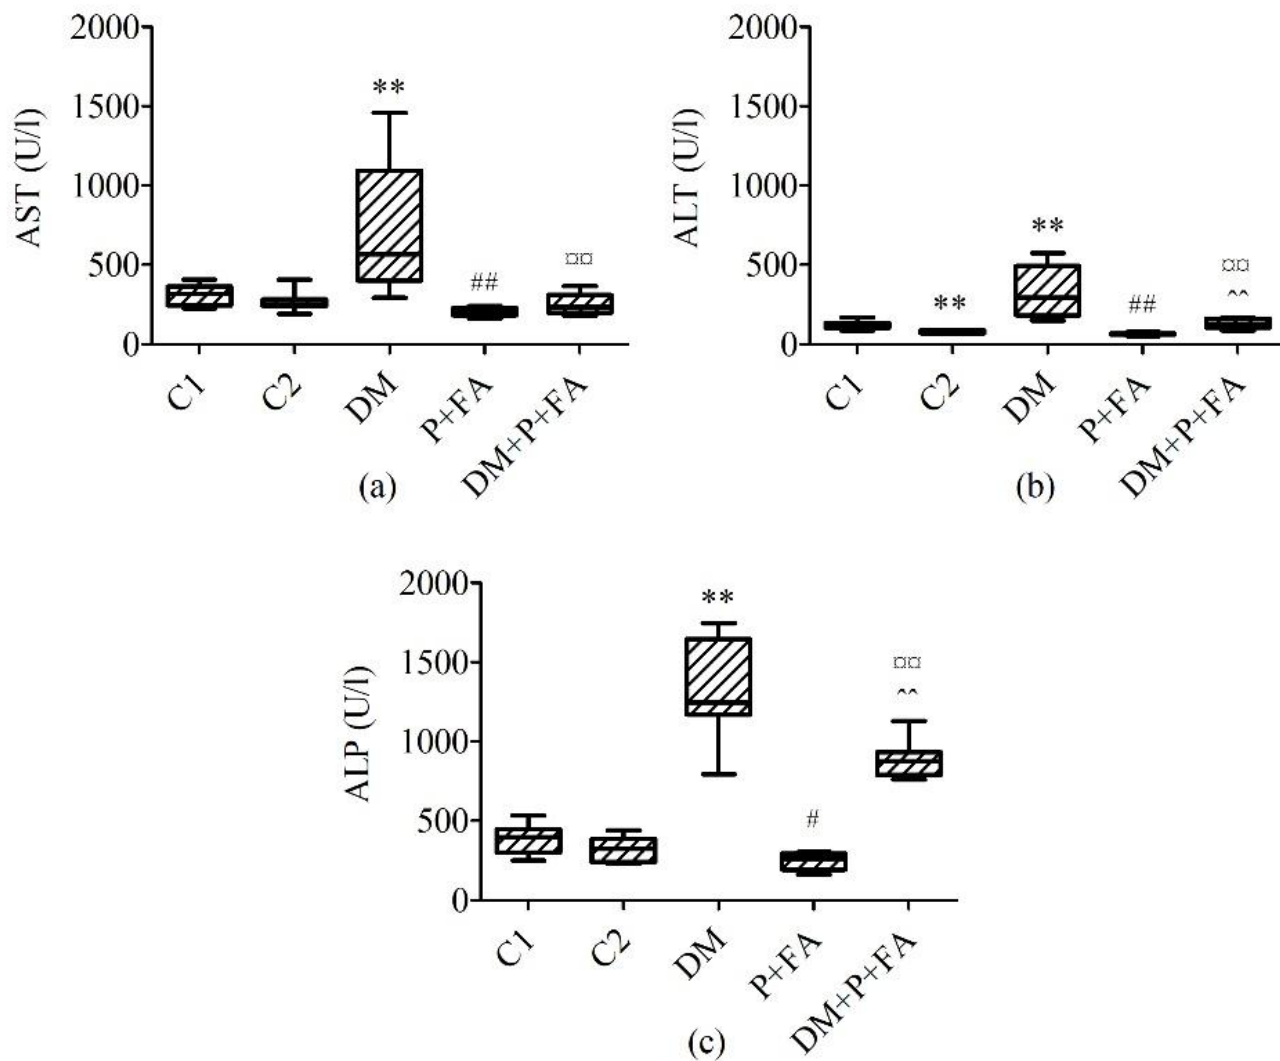 AST (U/l)
2000
1500
1000
500
0
**
##
¤¤
C1
C2
DM
P+FA
DM+P+FA
(a)
ALT (U/l)
2000
1500
1000
500
0
**
**
##
¤¤
^^
C1
C2
DM
P+FA
DM+P+FA
(b)
ALP (U/l)
2000
1500
1000
500
0
**
#
¤¤
^^
C1
C2
DM
P+FA
DM+P+FA
(c)